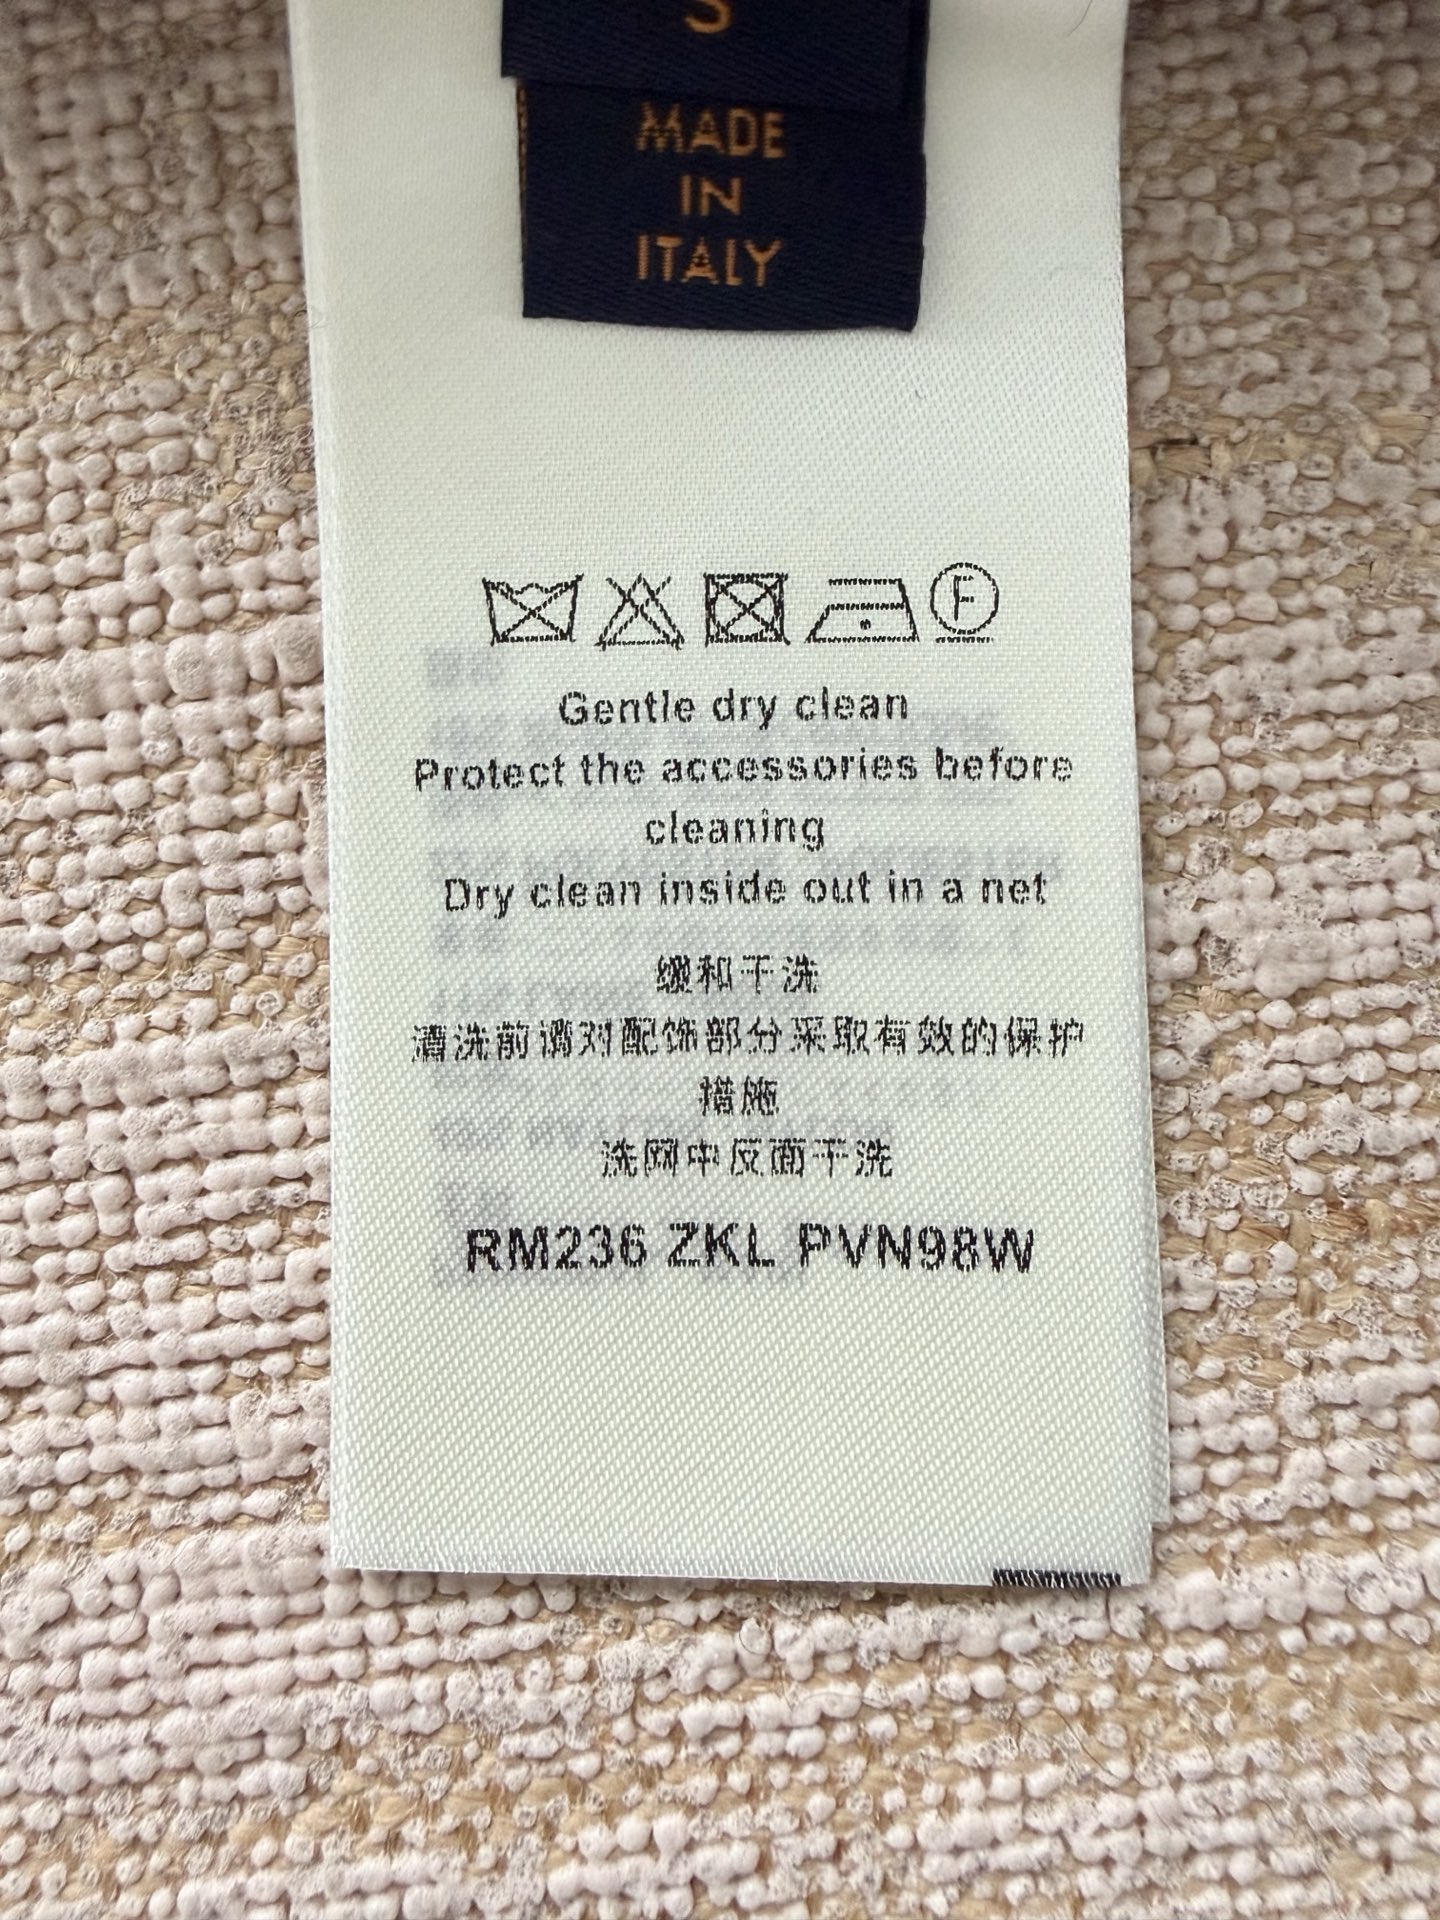 S
MADE
IN
ITALY
F
Gentle dry clean
Protect the accessories before
cleaning
Dry clean inside out in a net
缓和干洗
清洗前请对配饰部分采取有效的保护
措施
洗网中反面干洗
RM236 ZKL PVN98W